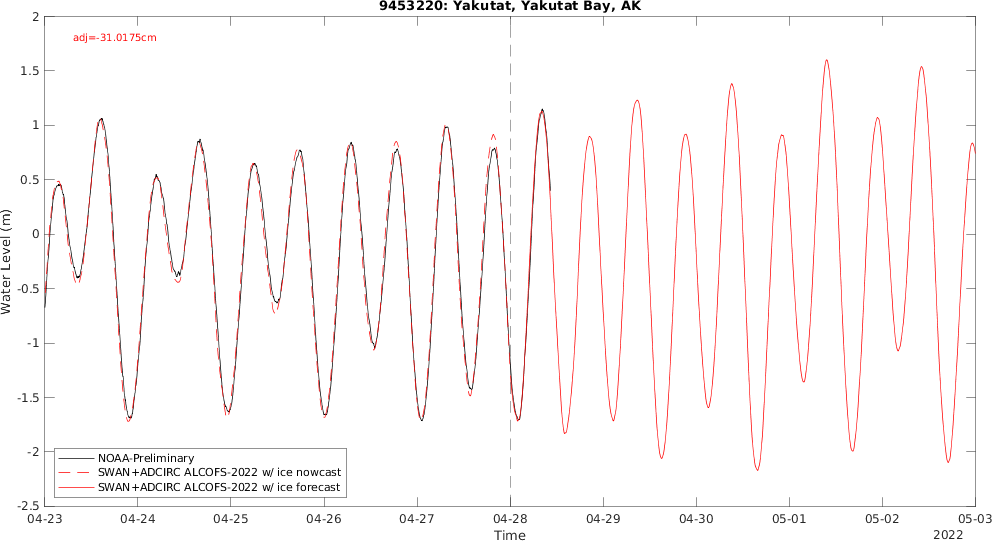 9453220: Yakutat, Yakutat Bay, AK
adj=-31.0175cm
2
1.5
1
0.5
0
-0.5
-1
-1.5
-2
-2.5
Water Level (m)
NOAA-Preliminary
SWAN+ADCIRC ALCOFS-2022 w/ ice nowcast
SWAN+ADCIRC ALCOFS-2022 w/ ice forecast
04-23 04-24 04-25 04-26 04-27 04-28 04-29 04-30 05-01 05-02 05-03
Time
2022